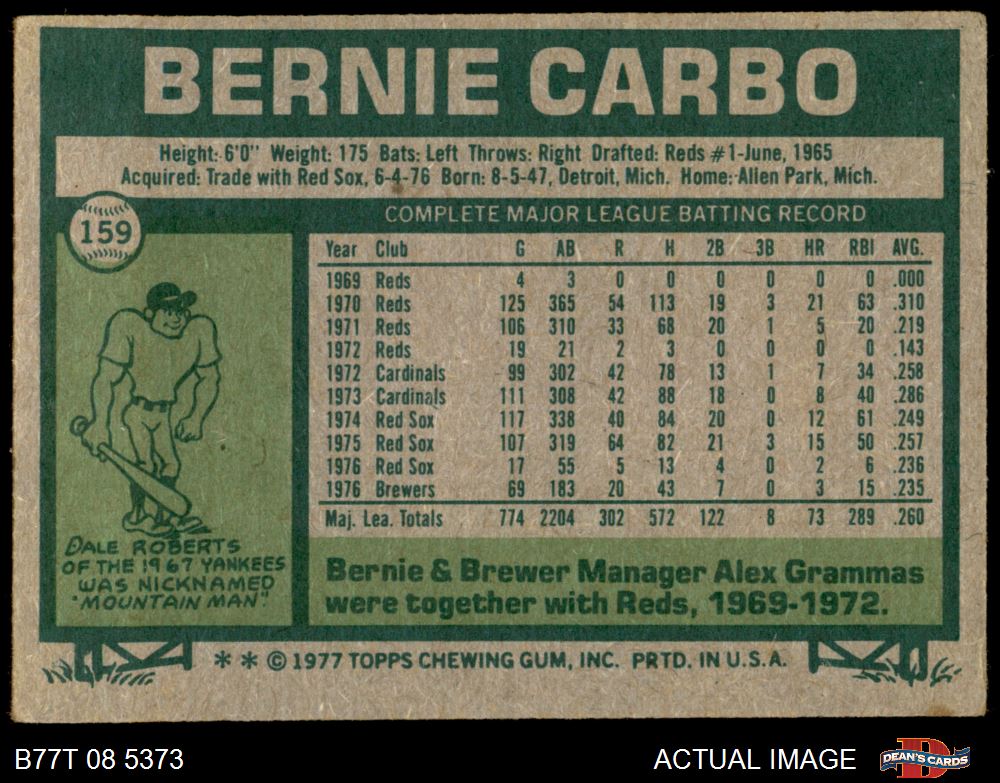 BERNIE CARBO
Height: 6'0" Weight: 175 Bats: Left Throws: Right Drafted: Reds #1-June, 1965
Acquired: Trade with Red Sox, 6-4-76 Born: 8-5-47, Detroit, Mich. Home: Allen Park, Mich.
159
COMPLETE MAJOR LEAGUE BATTING RECORD
Year Club G AB R H 2B 3B HR RBI AVG.
1969 Reds 4 3 0 0 0 0 0 0 .000
1970 Reds 125 365 54 113 19 3 21 63 .310
1971 Reds 106 310 33 68 20 1 5 20 .219
1972 Reds 19 21 2 3 0 0 0 0 .143
1972 Cardinals 99 302 42 78 13 1 7 34 .258
1973 Cardinals 111 308 42 88 18 0 8 40 .286
1974 Red Sox 117 338 40 84 20 0 12 61 .249
1975 Red Sox 107 319 64 82 21 3 15 50 .257
1976 Red Sox 17 55 5 13 4 0 2 6 .236
1976 Brewers 69 183 20 43 7 0 3 15 .235
Maj. Lea. Totals 774 2204 302 572 122 8 73 289 .260
DALE ROBERTS
OF THE 1967 YANKEES
WAS NICKNAMED
"MOUNTAIN MAN".
Bernie & Brewer Manager Alex Grammas
were together with Reds, 1969-1972.
* * © 1977 TOPPS CHEWING GUM, INC. PRTD. IN U.S.A.
B77T 08 5373
ACTUAL IMAGE
D
DEAN'S CARDS